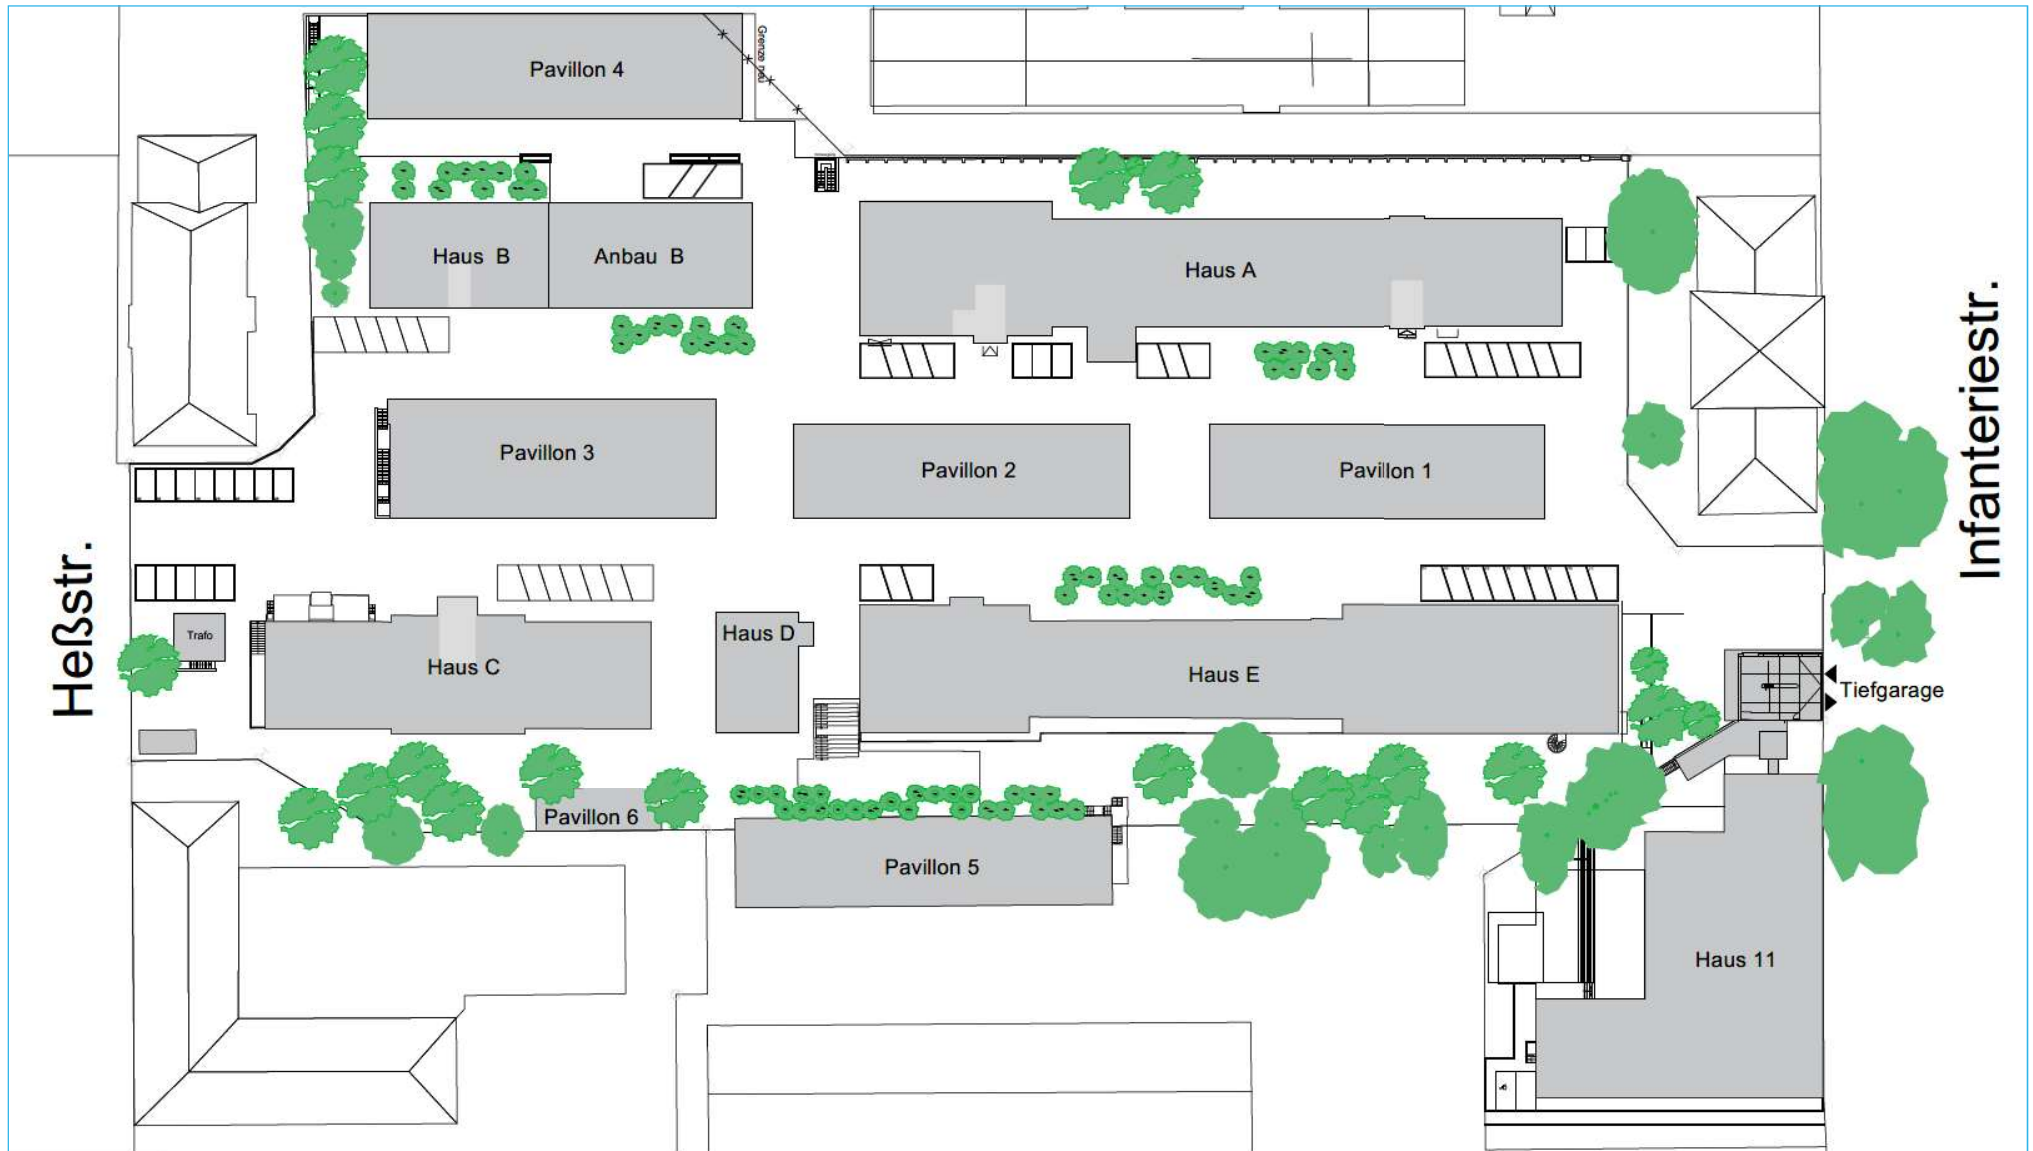 Pavillon 4
Grenze neu
Haus B
Anbau B
Haus A
Infanteriestr.
Pavillon 3
Pavillon 2
Pavillon 1
Heßstr.
Trafo
Haus C
Haus D
Haus E
Tiefgarage
Pavillon 6
Pavillon 5
Haus 11